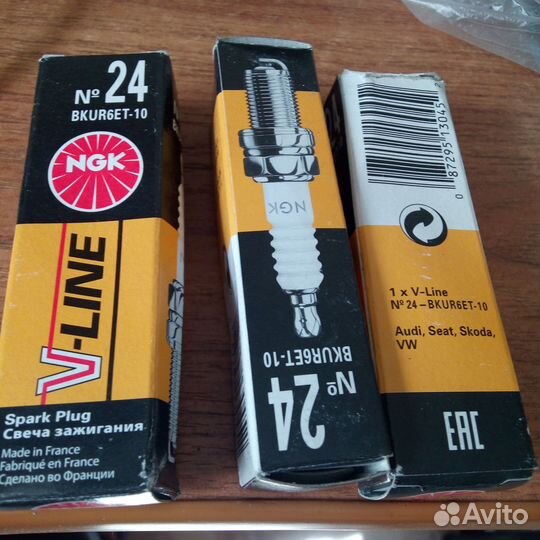 Nº 24
BKUR6ET-10
NGK
V-LINE
Spark Plug
Свеча зажигания
Made in France
Fabriqué en France
Сделано во Франции
NGK
Nº 24
BKUR6ET-10
0 87295 13045 2
1 x V-Line
Nº 24-BKUR6ET-10
Audi, Seat, Skoda,
VW
EAC
Avito